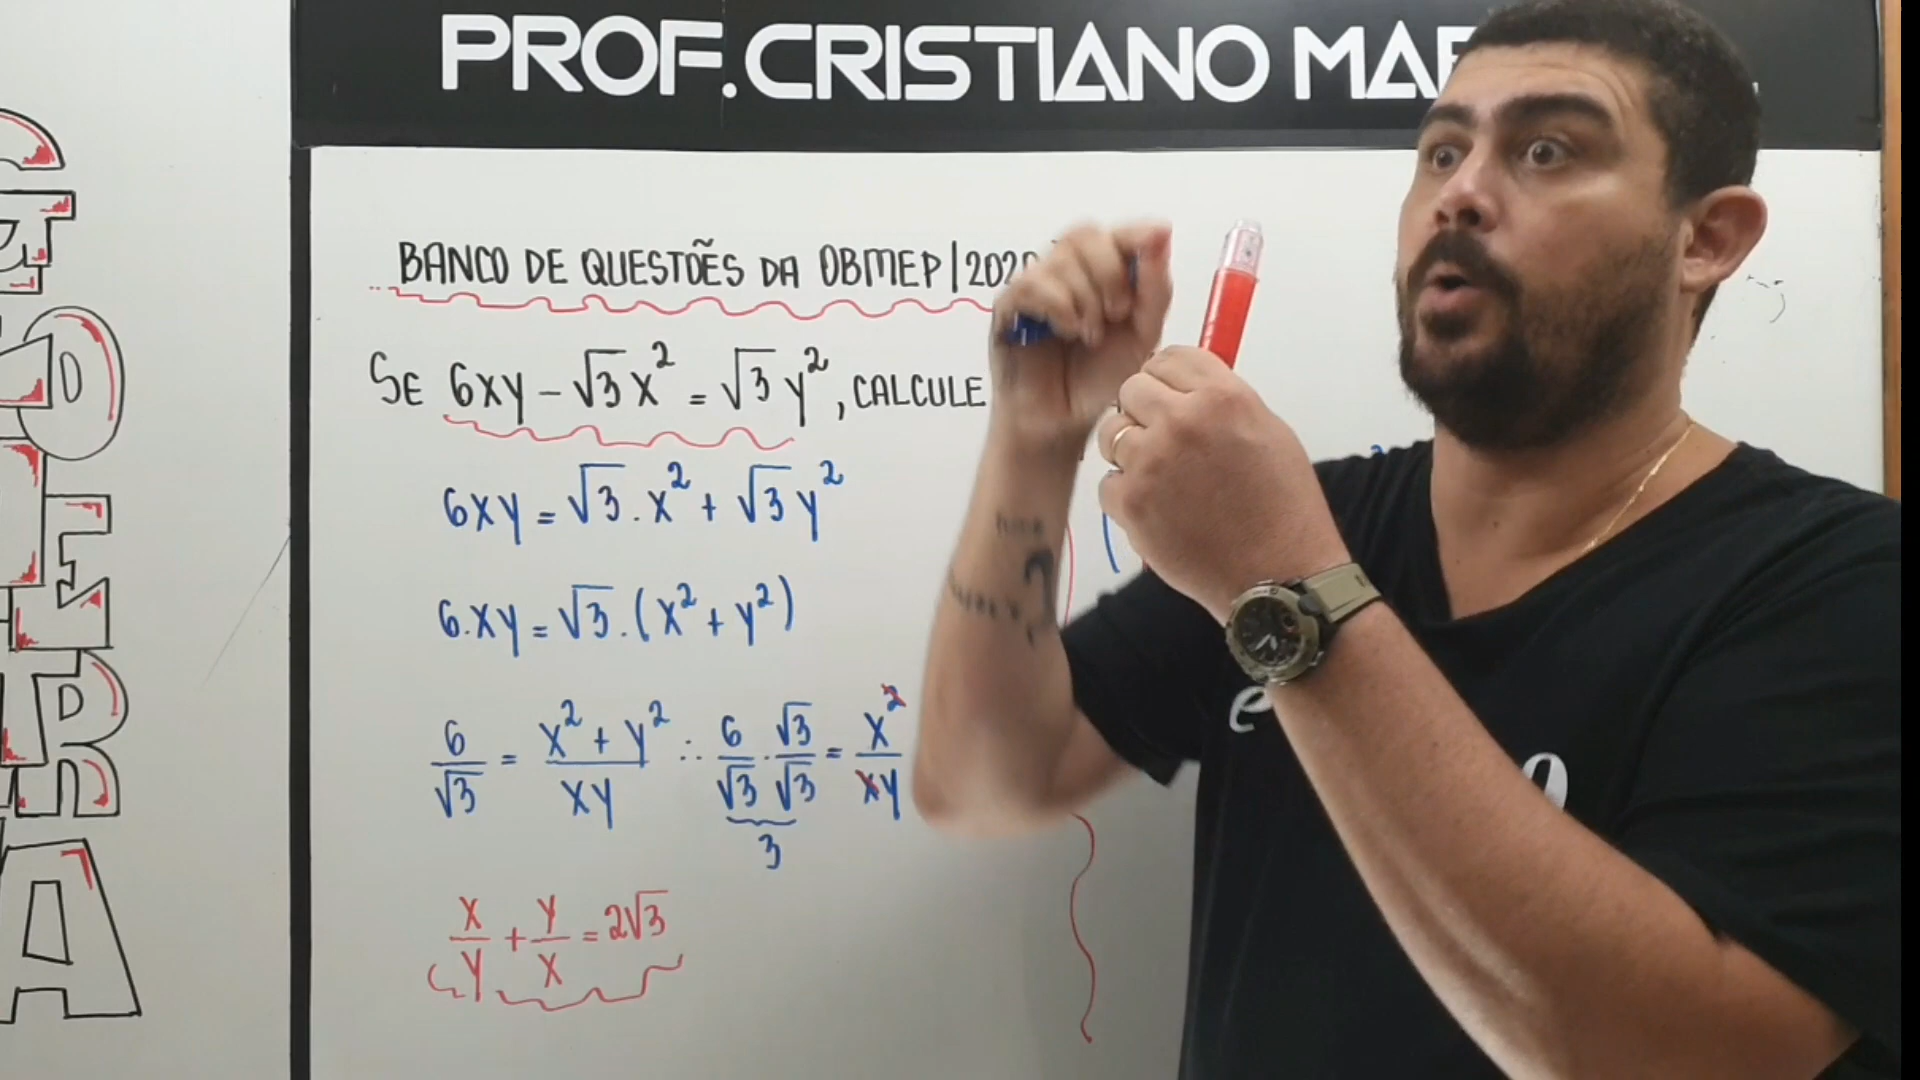 PROF. CRISTIANO MA
BANCO DE QUESTÕES DA OBMEP|2020
SE 6xy - √3 x² = √3 y², CALCULE
6xy = √3 . x² + √3 y²
6.xy = √3 . (x² + y²)
6/√3 = (x² + y²)/xy ∴ 6/√3 . √3/√3 = x²/xy
3
x/y + y/x = 2√3